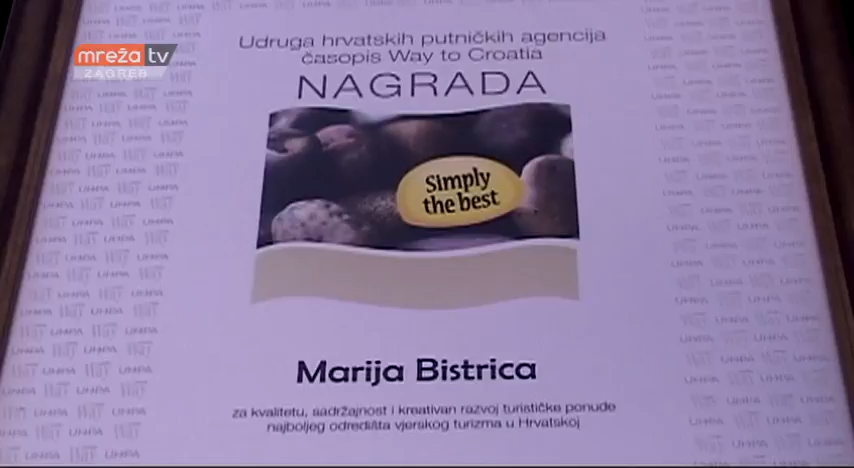 mreža tv
ZAGREB
Udruga hrvatskih putničkih agencija
časopis Way to Croatia
NAGRADA
Simply
the best
Marija Bistrica
za kvalitetu, sadržajnost i kreativan razvoj turističke ponude
najboljeg odredišta vjerskog turizma u Hrvatskoj